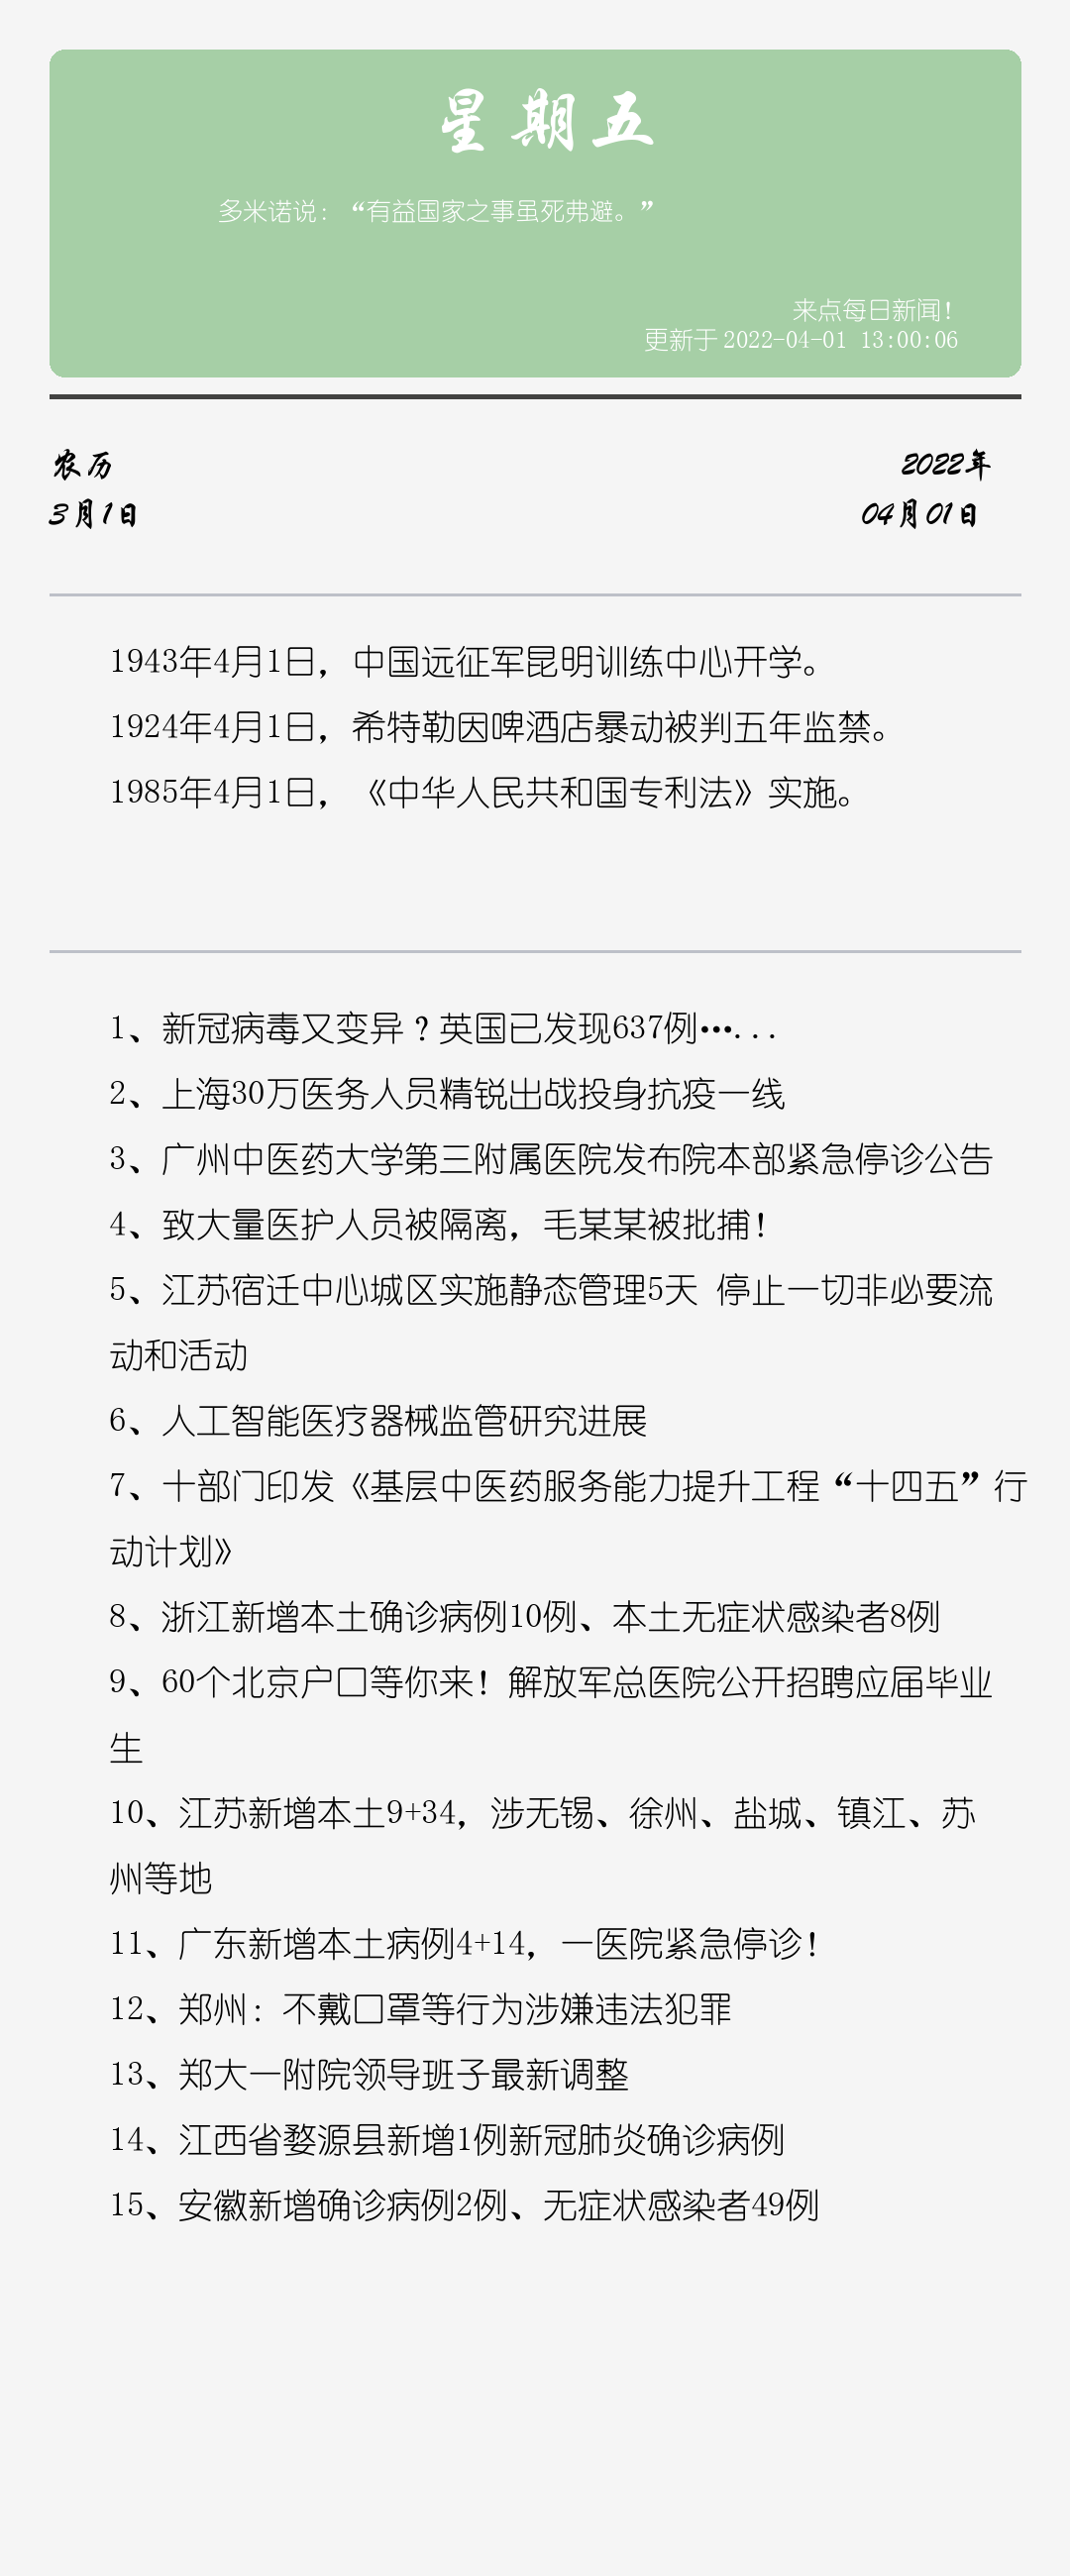 星期五
多米诺说：“有益国家之事虽死弗避。”
来点每日新闻！
更新于 2022-04-01 13:00:06
农历
2022年
3月1日
04月01日
1943年4月1日，中国远征军昆明训练中心开学。
1924年4月1日，希特勒因啤酒店暴动被判五年监禁。
1985年4月1日，《中华人民共和国专利法》实施。
1、新冠病毒又变异？英国已发现637例…...
2、上海30万医务人员精锐出战投身抗疫一线
3、广州中医药大学第三附属医院发布院本部紧急停诊公告
4、致大量医护人员被隔离，毛某某被批捕！
5、江苏宿迁中心城区实施静态管理5天 停止一切非必要流
动和活动
6、人工智能医疗器械监管研究进展
7、十部门印发《基层中医药服务能力提升工程“十四五”行
动计划》
8、浙江新增本土确诊病例10例、本土无症状感染者8例
9、60个北京户口等你来！解放军总医院公开招聘应届毕业
生
10、江苏新增本土9+34，涉无锡、徐州、盐城、镇江、苏
州等地
11、广东新增本土病例4+14，一医院紧急停诊！
12、郑州：不戴口罩等行为涉嫌违法犯罪
13、郑大一附院领导班子最新调整
14、江西省婺源县新增1例新冠肺炎确诊病例
15、安徽新增确诊病例2例、无症状感染者49例